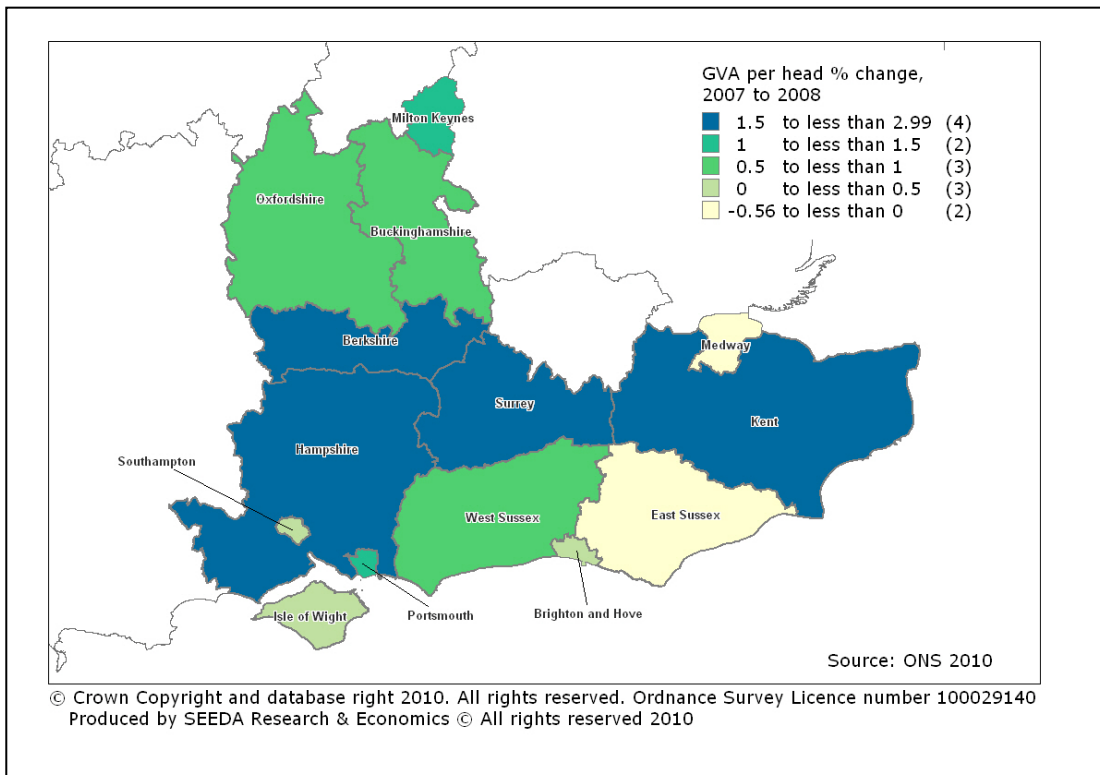 GVA per head % change,
2007 to 2008
1.5 to less than 2.99 (4)
1 to less than 1.5 (2)
0.5 to less than 1 (3)
0 to less than 0.5 (3)
-0.56 to less than 0 (2)
Milton Keynes
Oxfordshire
Buckinghamshire
Berkshire
Medway
Surrey
Kent
Hampshire
Southampton
West Sussex
East Sussex
Isle of Wight
Portsmouth
Brighton and Hove
Source: ONS 2010
© Crown Copyright and database right 2010. All rights reserved. Ordnance Survey Licence number 100029140
Produced by SEEDA Research & Economics © All rights reserved 2010